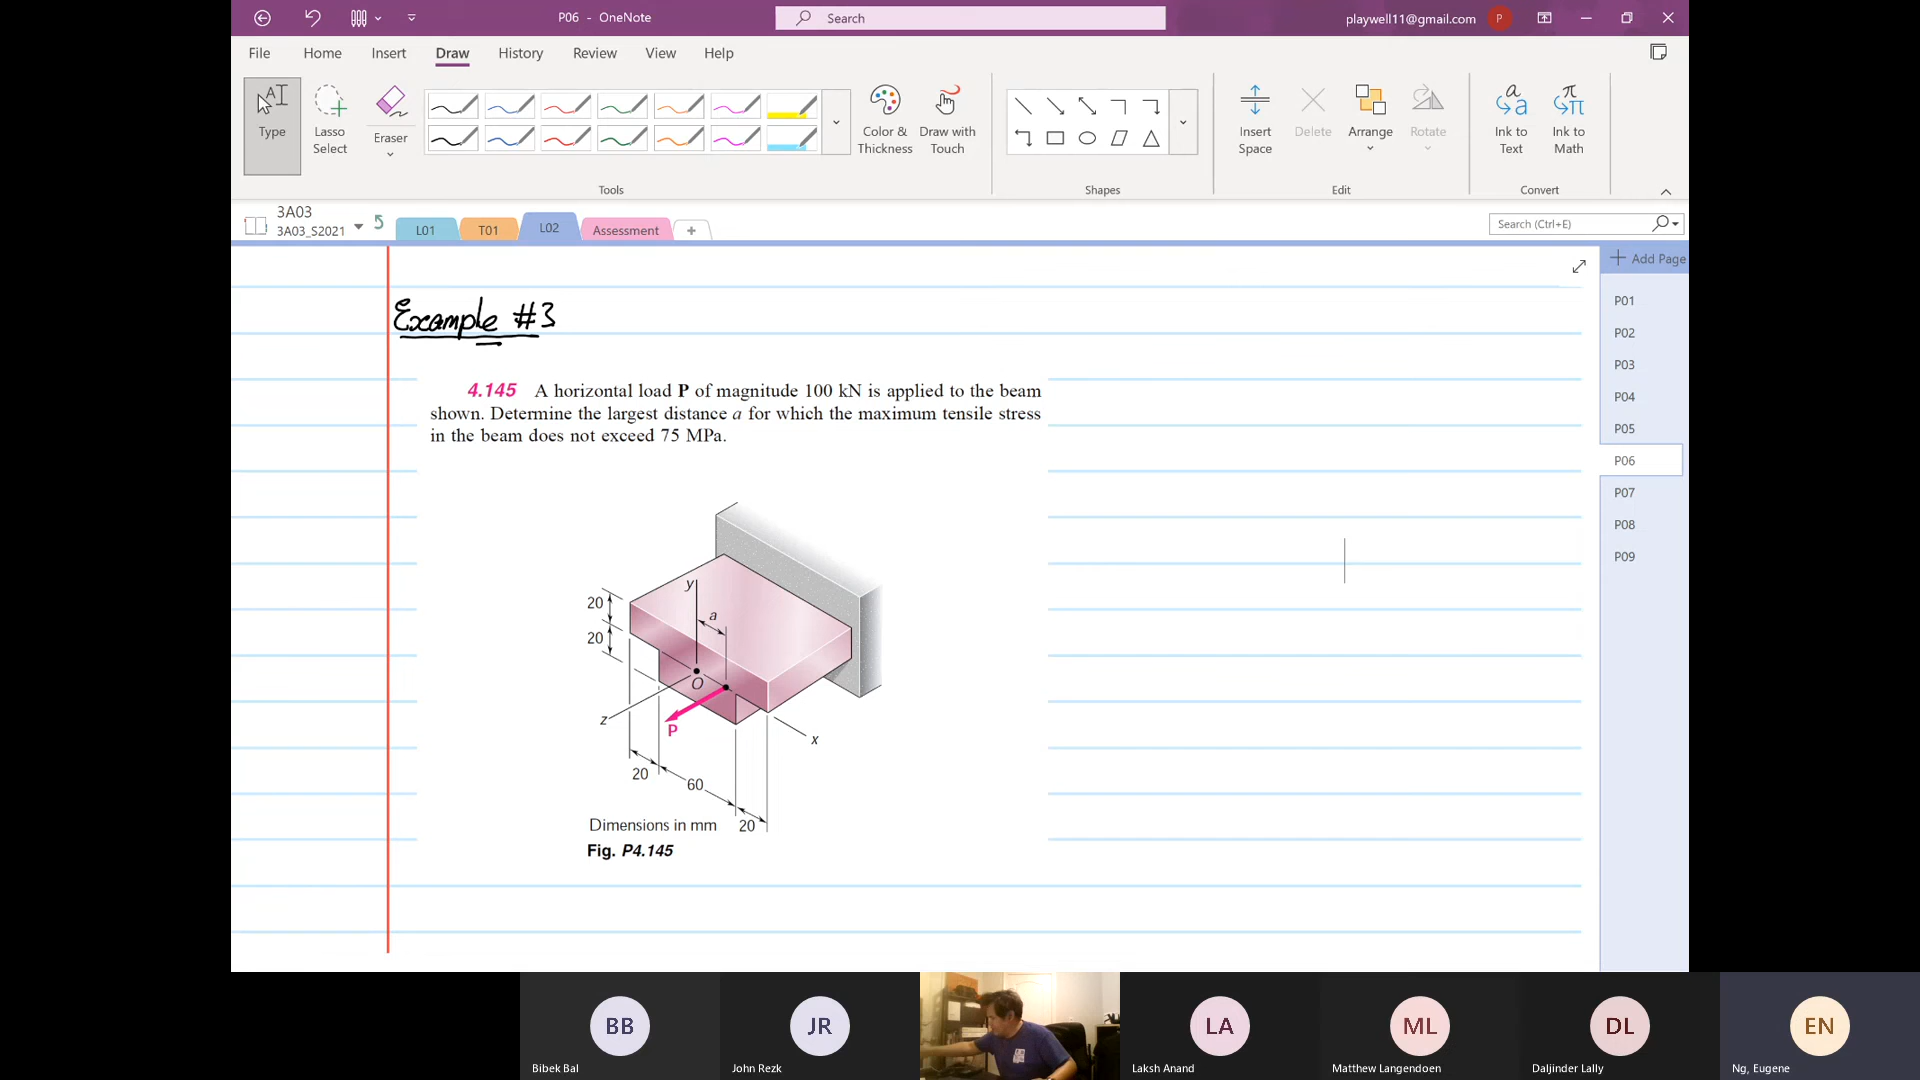 P06 - OneNote
Search
playwell11@gmail.com
P
File Home Insert Draw History Review View Help
Type
Lasso Select
Eraser
Color & Thickness
Draw with Touch
Insert Space
Delete
Arrange
Rotate
Ink to Text
Ink to Math
Tools
Shapes
Edit
Convert
3A03
3A03_S2021
L01
T01
L02
Assessment
+
Search (Ctrl+E)
Add Page
P01
P02
P03
P04
P05
P06
P07
P08
P09
Example #3
4.145 A horizontal load P of magnitude 100 kN is applied to the beam
shown. Determine the largest distance a for which the maximum tensile stress
in the beam does not exceed 75 MPa.
y
20
a
20
O
z
P
x
20
60
20
Dimensions in mm
Fig. P4.145
BB
JR
LA
ML
DL
EN
Bibek Bal
John Rezk
Laksh Anand
Matthew Langendoen
Daljinder Lally
Ng, Eugene